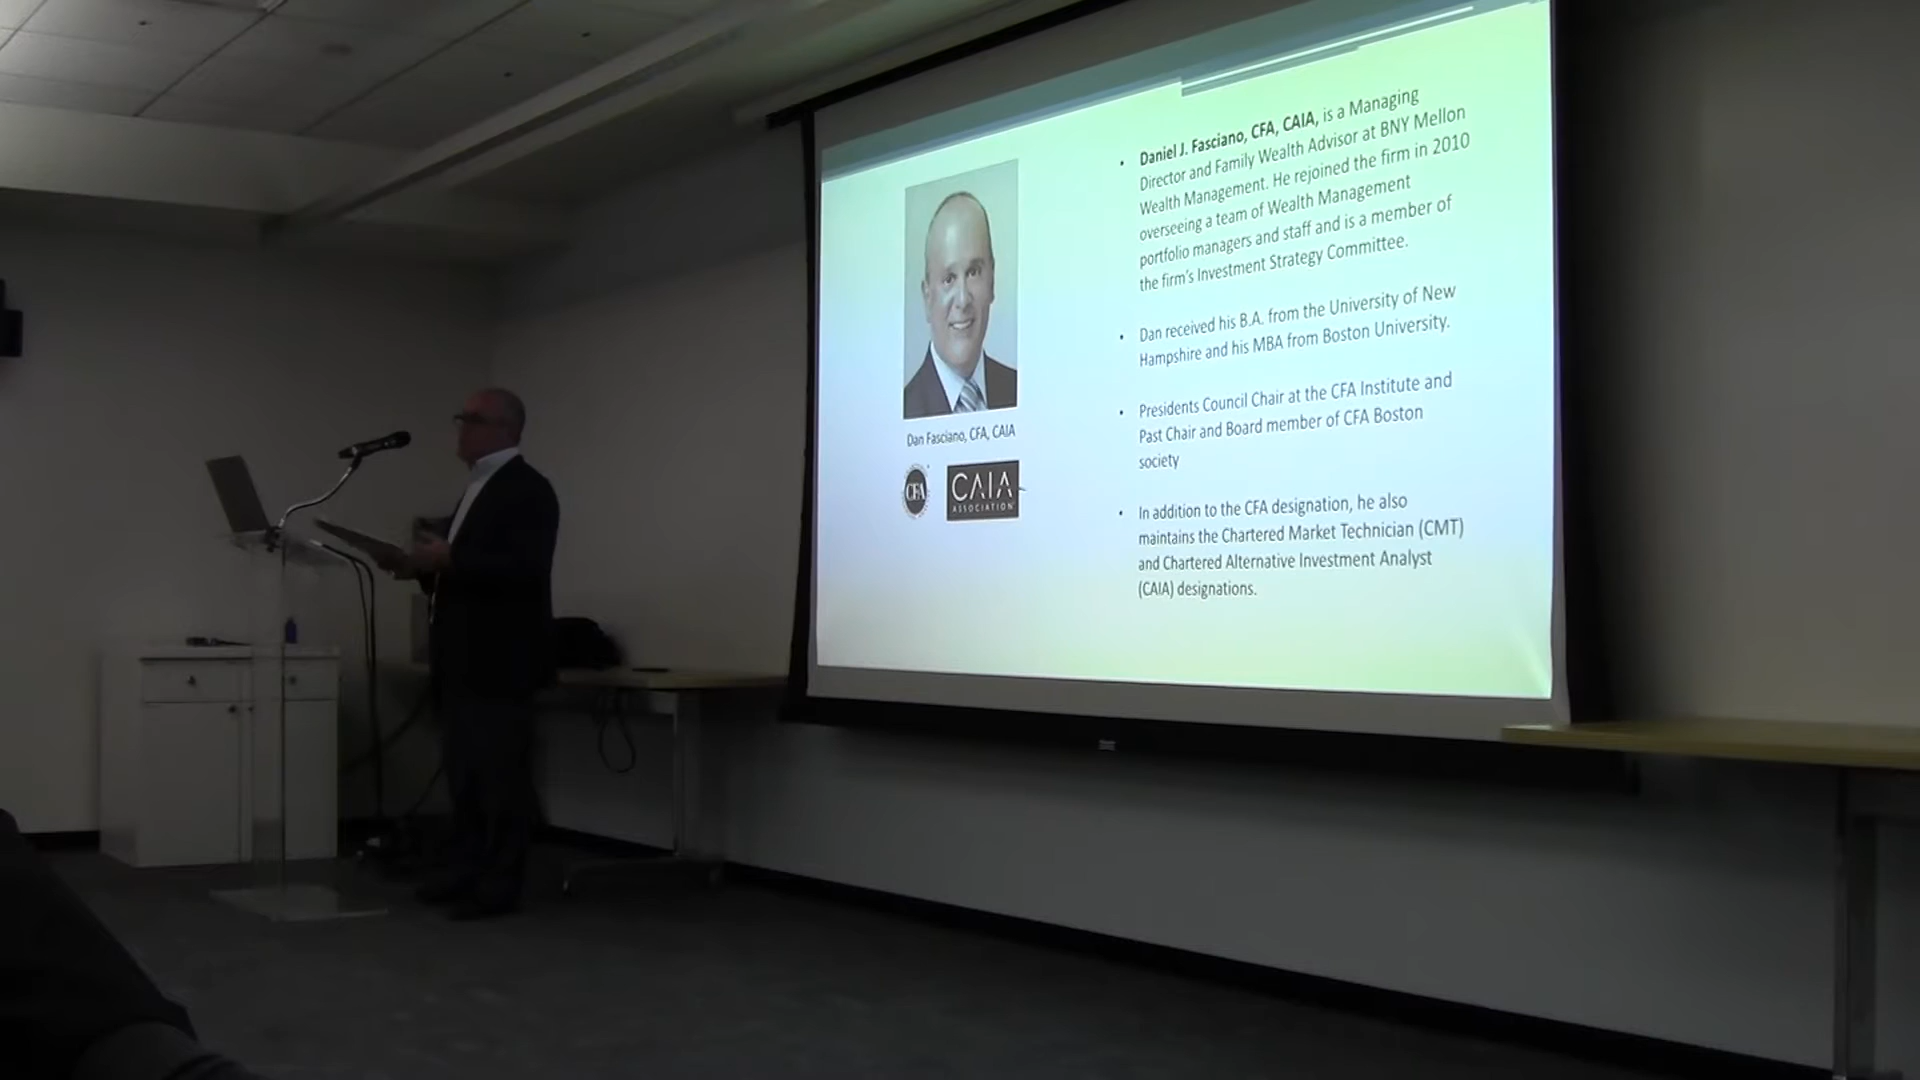 Daniel J. Fasciano, CFA, CAIA, is a Managing
Director and Family Wealth Advisor at BNY Mellon
Wealth Management. He rejoined the firm in 2010
overseeing a team of Wealth Management
portfolio managers and staff and is a member of
the firm's Investment Strategy Committee.
Dan received his B.A. from the University of New
Hampshire and his MBA from Boston University.
Presidents Council Chair at the CFA Institute and
Past Chair and Board member of CFA Boston
society
In addition to the CFA designation, he also
maintains the Chartered Market Technician (CMT)
and Chartered Alternative Investment Analyst
(CAIA) designations.
Dan Fasciano, CFA, CAIA
CFA
CAIA
ASSOCIATION